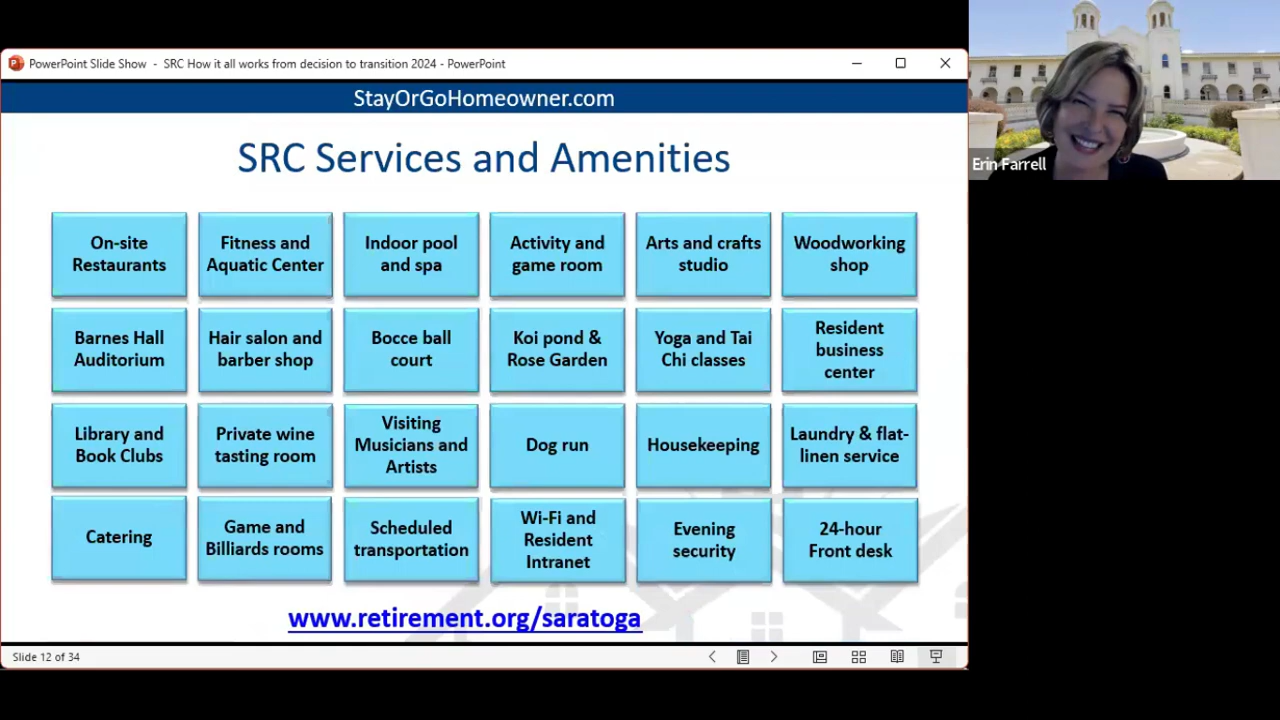 PowerPoint Slide Show - SRC How it all works from decision to transition 2024 - PowerPoint
StayOrGoHomeowner.com
Erin Farrell
SRC Services and Amenities
On-site
Restaurants
Fitness and
Aquatic Center
Indoor pool
and spa
Activity and
game room
Arts and crafts
studio
Woodworking
shop
Barnes Hall
Auditorium
Hair salon and
barber shop
Bocce ball
court
Koi pond &
Rose Garden
Yoga and Tai
Chi classes
Resident
business
center
Library and
Book Clubs
Private wine
tasting room
Visiting
Musicians and
Artists
Dog run
Housekeeping
Laundry & flat-
linen service
Catering
Game and
Billiards rooms
Scheduled
transportation
Wi-Fi and
Resident
Intranet
Evening
security
24-hour
Front desk
www.retirement.org/saratoga
Slide 12 of 34